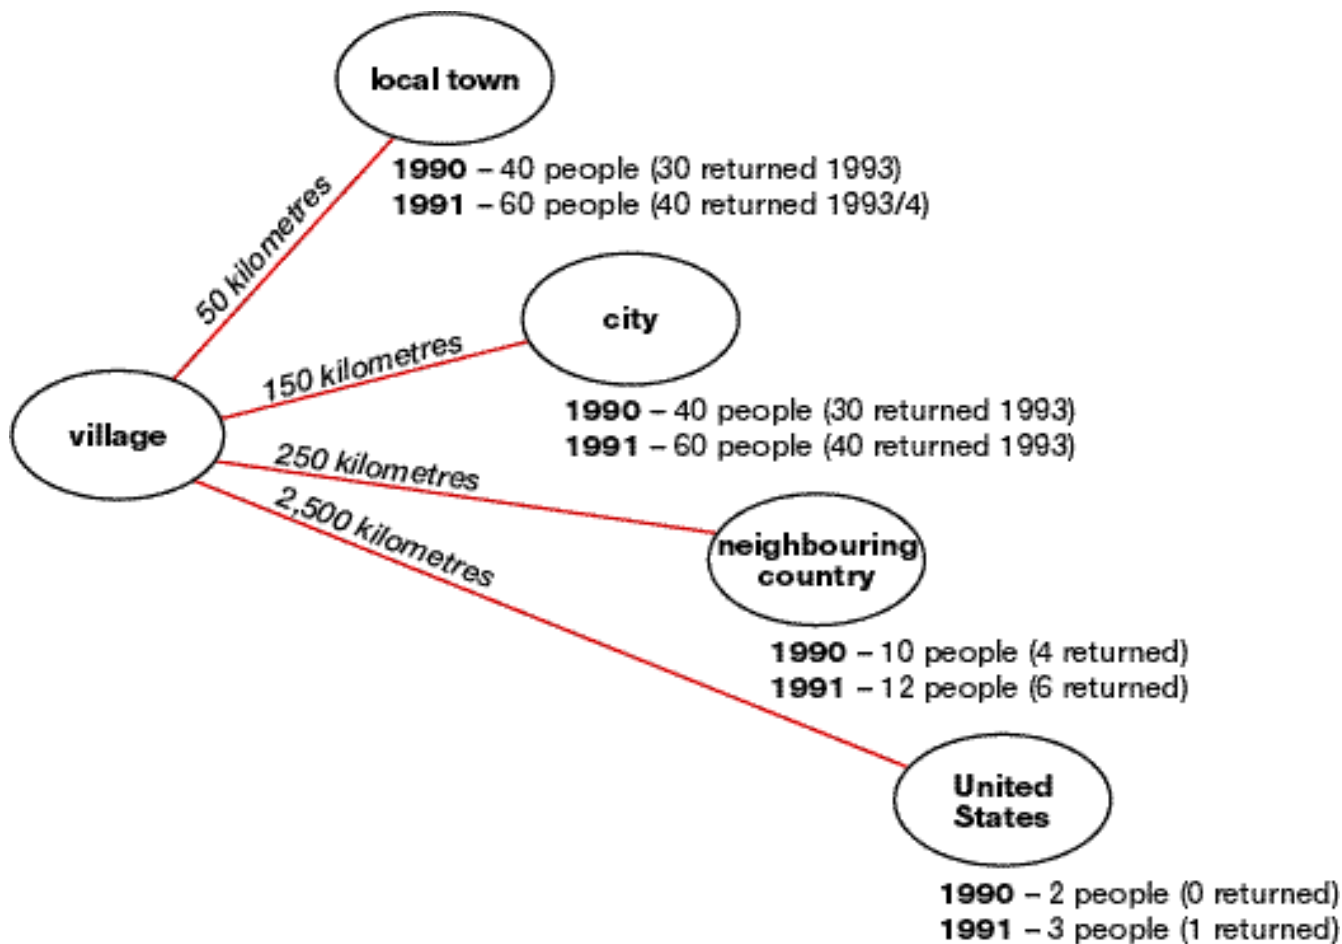 local town
1990 – 40 people (30 returned 1993)
1991 – 60 people (40 returned 1993/4)
50 kilometres
city
150 kilometres
1990 – 40 people (30 returned 1993)
1991 – 60 people (40 returned 1993)
village
250 kilometres
2,500 kilometres
neighbouring
country
1990 – 10 people (4 returned)
1991 – 12 people (6 returned)
United
States
1990 – 2 people (0 returned)
1991 – 3 people (1 returned)